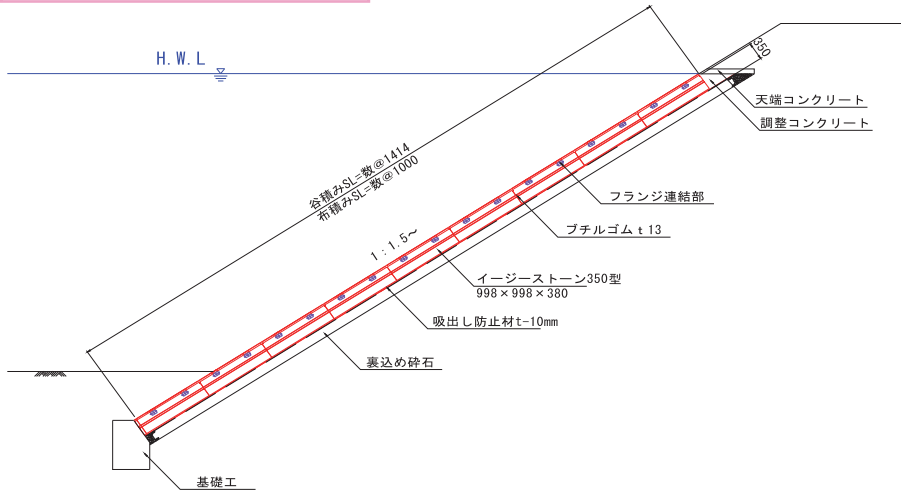 H.W.L
350
天端コンクリート
調整コンクリート
谷積みSL=数@1414
布積みSL=数@1000
フランジ連結部
ブチルゴムt13
1:1.5～
イージーストーン350型
998×998×380
吸出し防止材t-10mm
裏込め砕石
基礎工